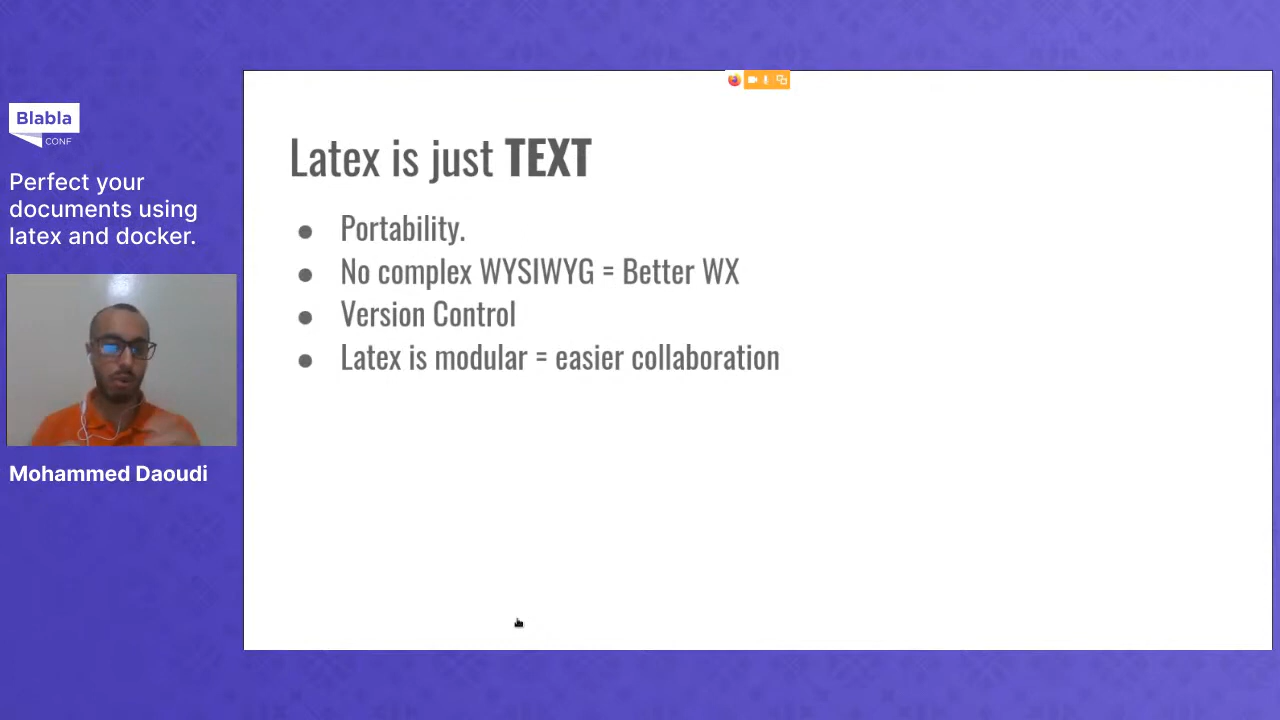 Blabla
CONF
Perfect your
documents using
latex and docker.
Mohammed Daoudi
Latex is just TEXT
● Portability.
● No complex WYSIWYG = Better WX
● Version Control
● Latex is modular = easier collaboration